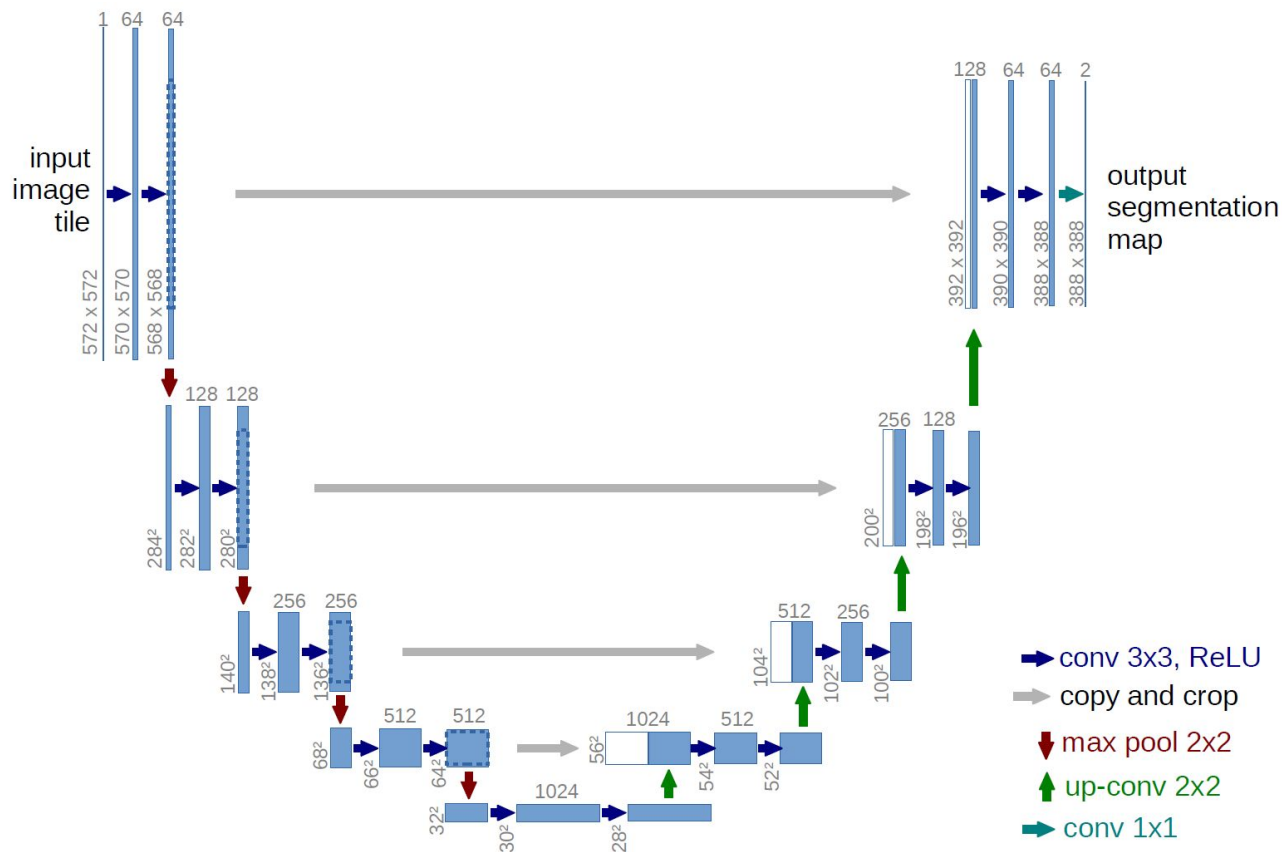 1 64 64
128 64 64 2
input
image
tile
output
segmentation
map
572 x 572
570 x 570
568 x 568
392 x 392
390 x 390
388 x 388
388 x 388
128 128
256 128
284²
282²
280²
200²
198²
196²
256 256
512 256
140²
138²
136²
104²
102²
100²
512 512
1024 512
68²
66²
64²
56²
54²
52²
1024
32²
30²
28²
conv 3x3, ReLU
copy and crop
max pool 2x2
up-conv 2x2
conv 1x1